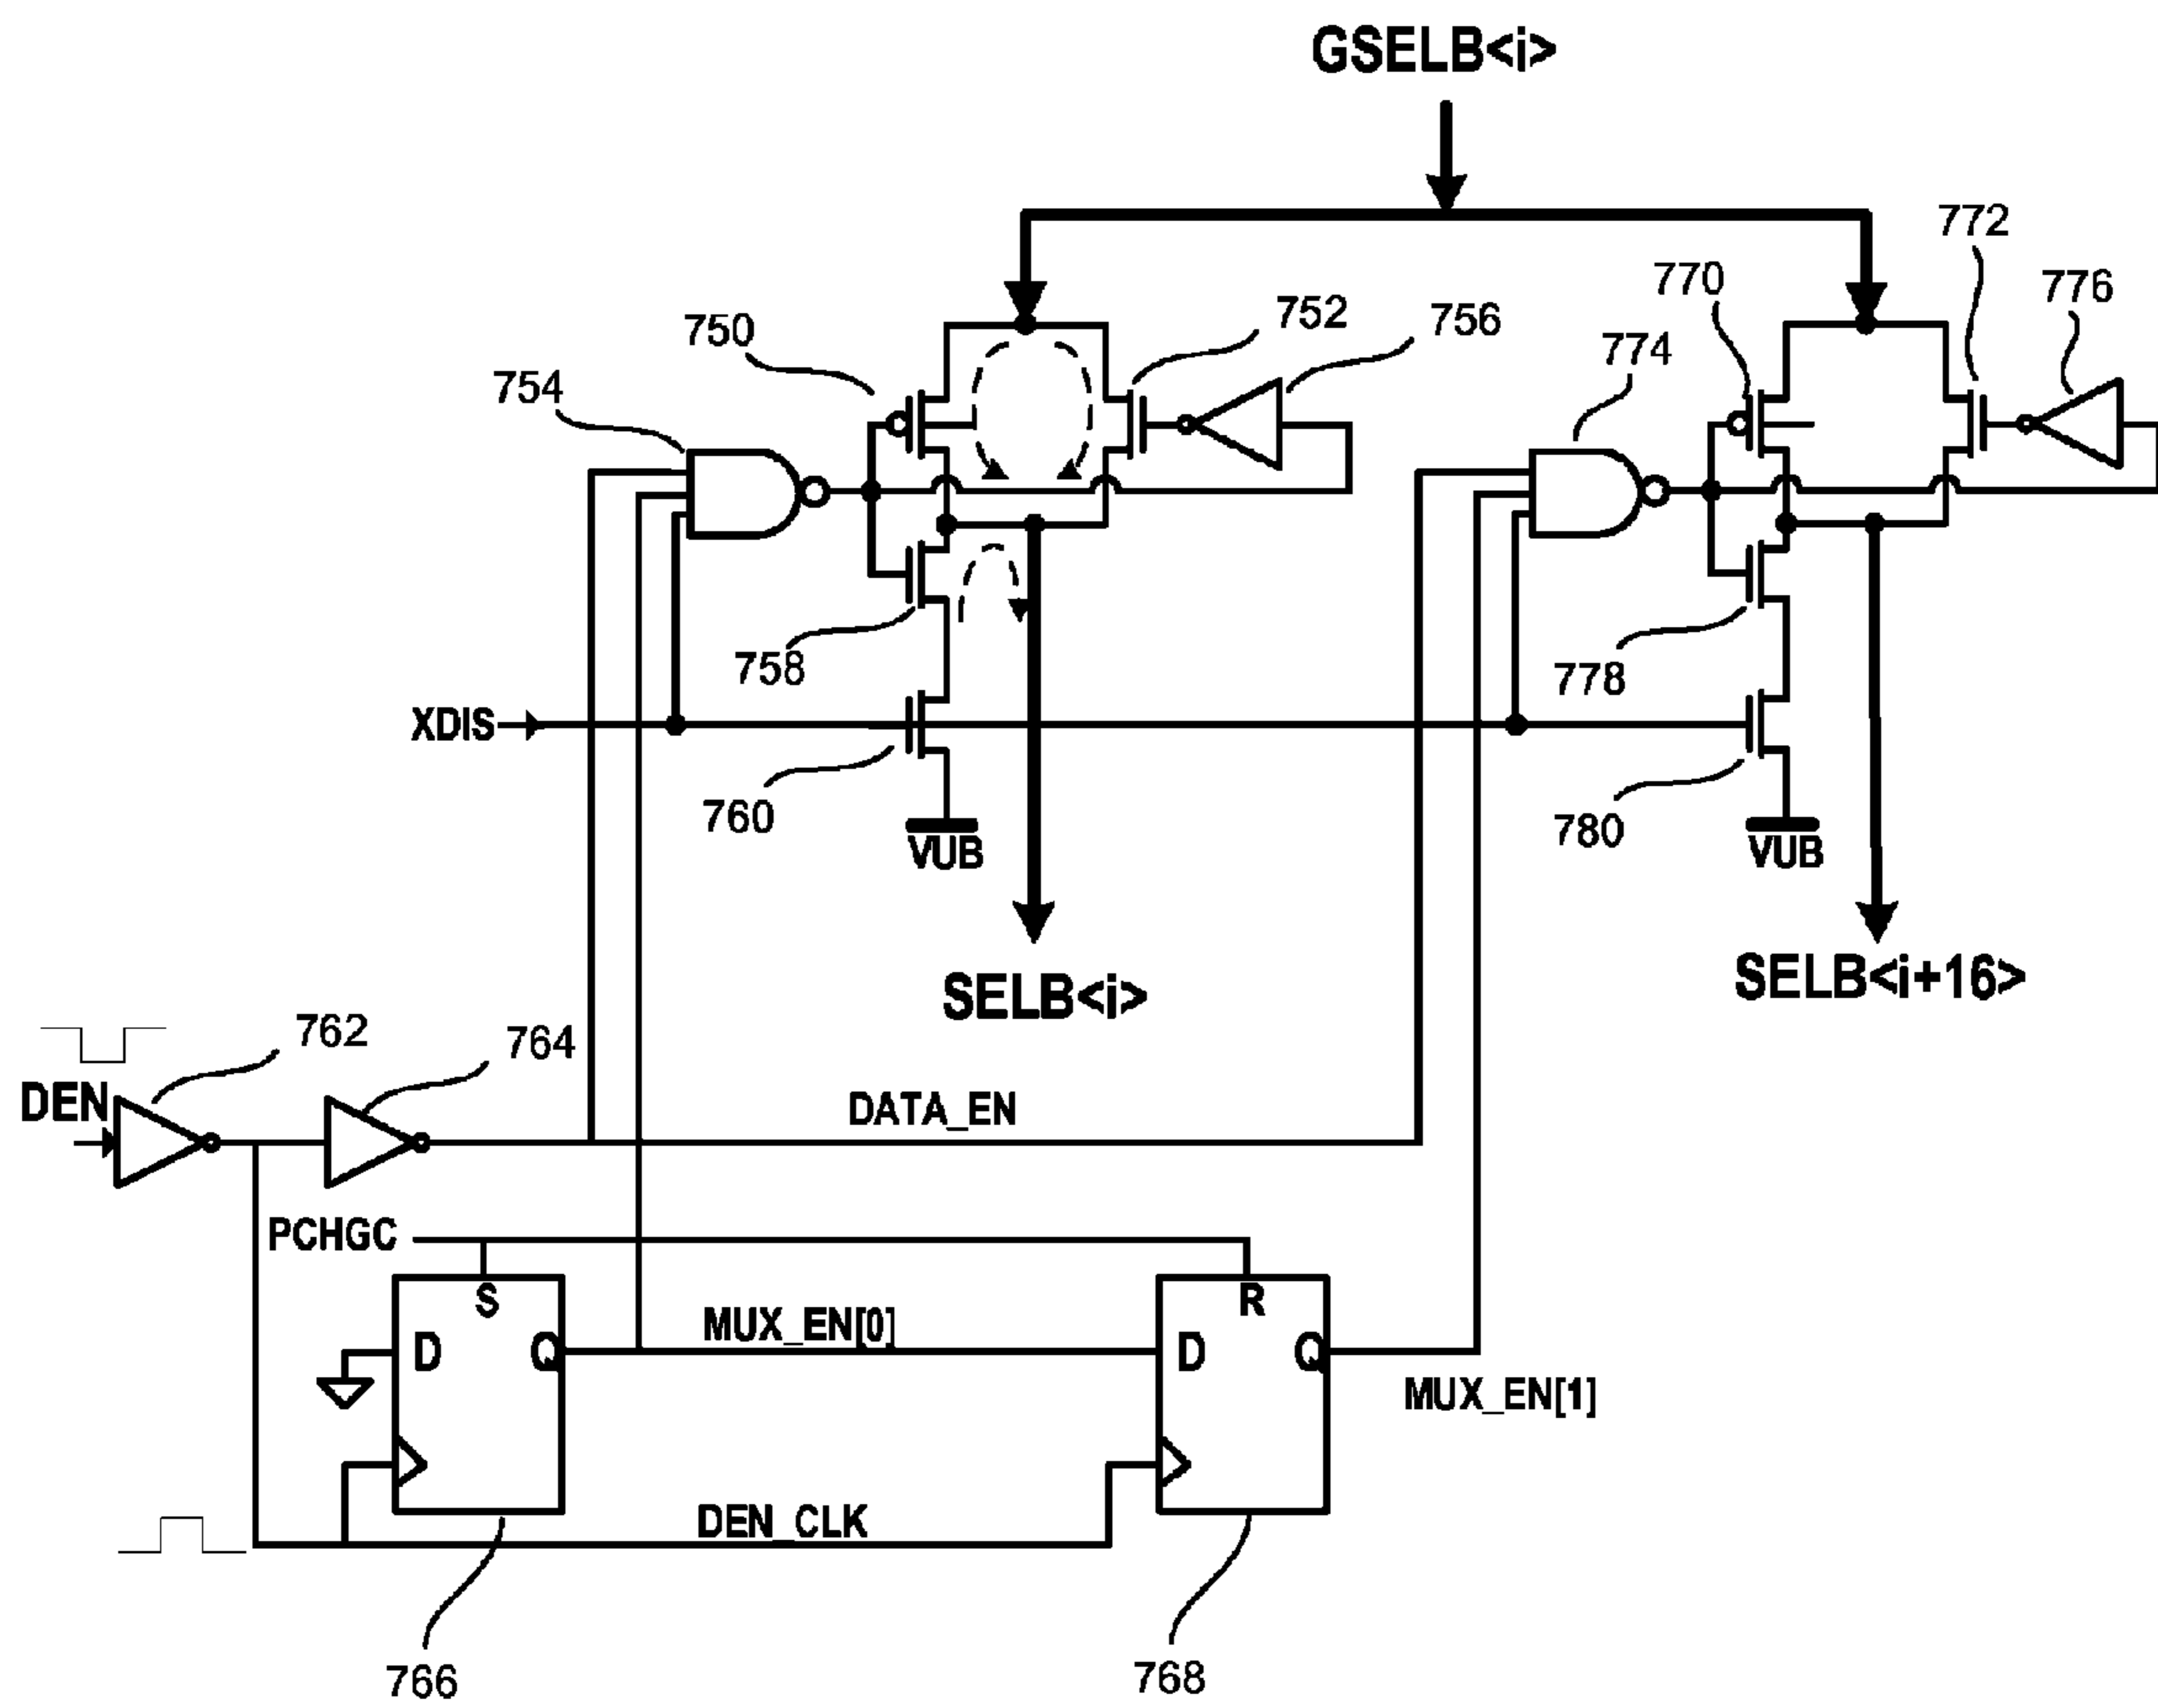 GSELB<i>
772
770
776
752
756
750
774
754
758
778
XDIS
760
780
VUB
VUB
SELB<i>
SELB<i+16>
762
764
DEN
DATA_EN
PCHGC
S
R
MUX_EN[0]
D
Q
D
Q
MUX_EN[1]
DEN_CLK
766
768